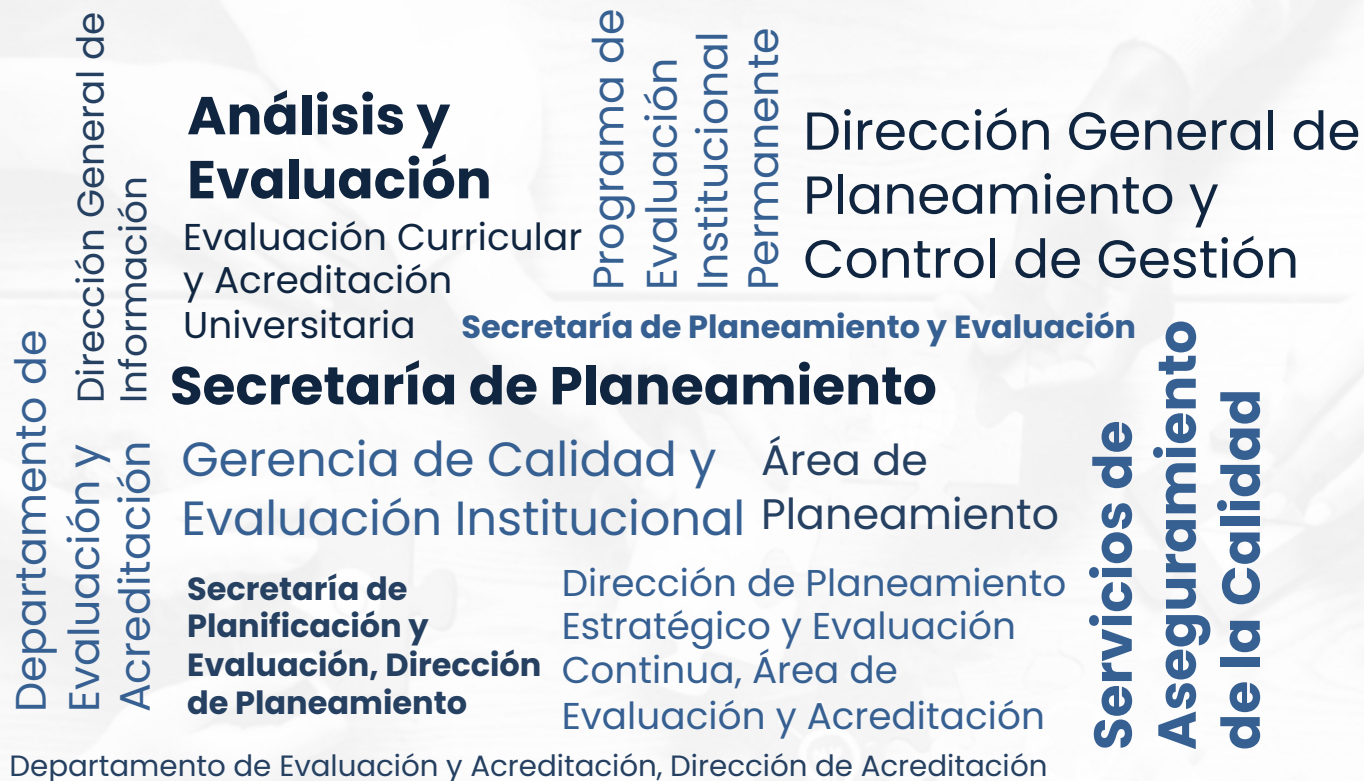 Dirección General de
Información
Análisis y
Evaluación
Evaluación Curricular
y Acreditación
Universitaria
Programa de
Evaluación
Institucional
Permanente
Dirección General de
Planeamiento y
Control de Gestión
Secretaría de Planeamiento y Evaluación
Secretaría de Planeamiento
Departamento de
Evaluación y
Acreditación
Gerencia de Calidad y
Evaluación Institucional
Área de
Planeamiento
Servicios de
Aseguramiento
de la Calidad
Secretaría de
Planificación y
Evaluación, Dirección
de Planeamiento
Dirección de Planeamiento
Estratégico y Evaluación
Continua, Área de
Evaluación y Acreditación
Departamento de Evaluación y Acreditación, Dirección de Acreditación